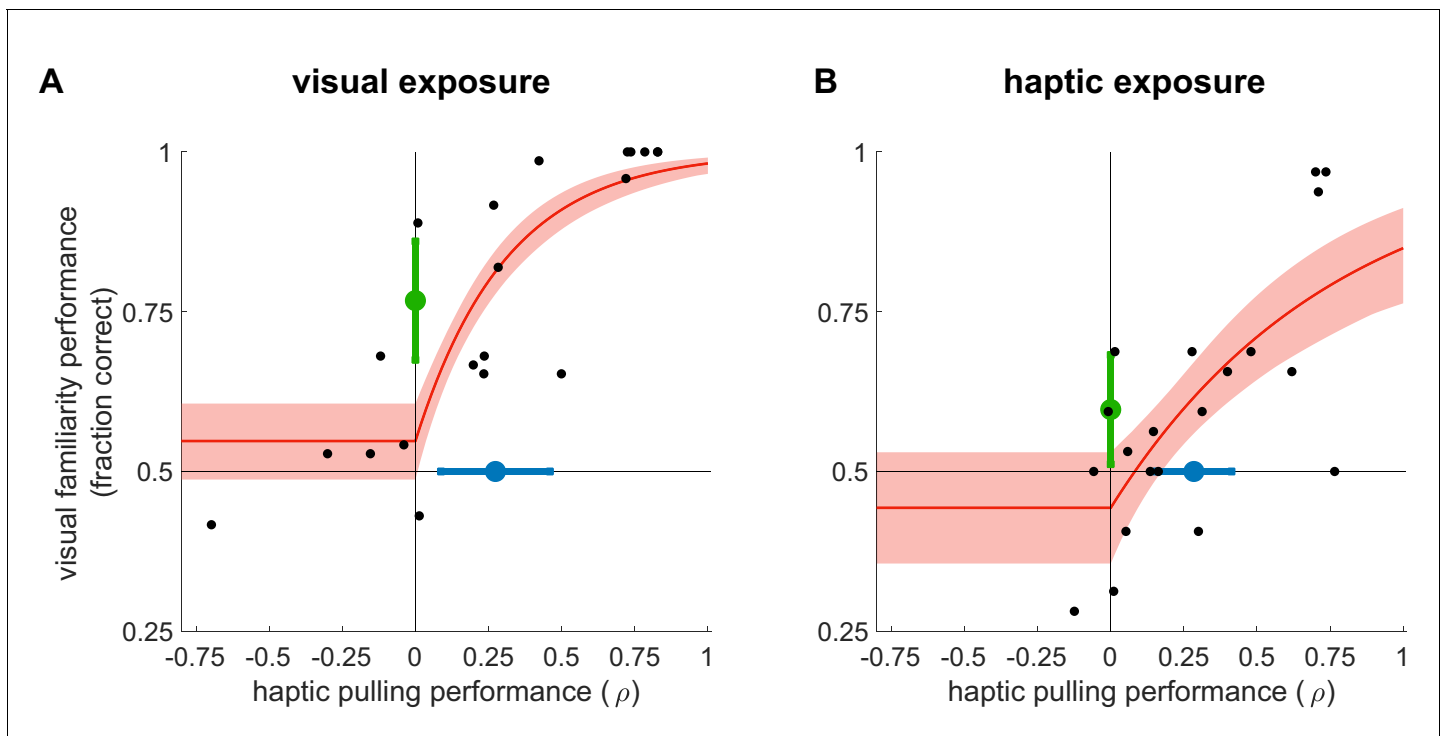 A
visual exposure
visual familiarity performance
(fraction correct)
1
0.75
0.5
0.25
-0.75 -0.5 -0.25 0 0.25 0.5 0.75 1
haptic pulling performance ( ρ )
B
haptic exposure
1
0.75
0.5
0.25
-0.75 -0.5 -0.25 0 0.25 0.5 0.75 1
haptic pulling performance ( ρ )